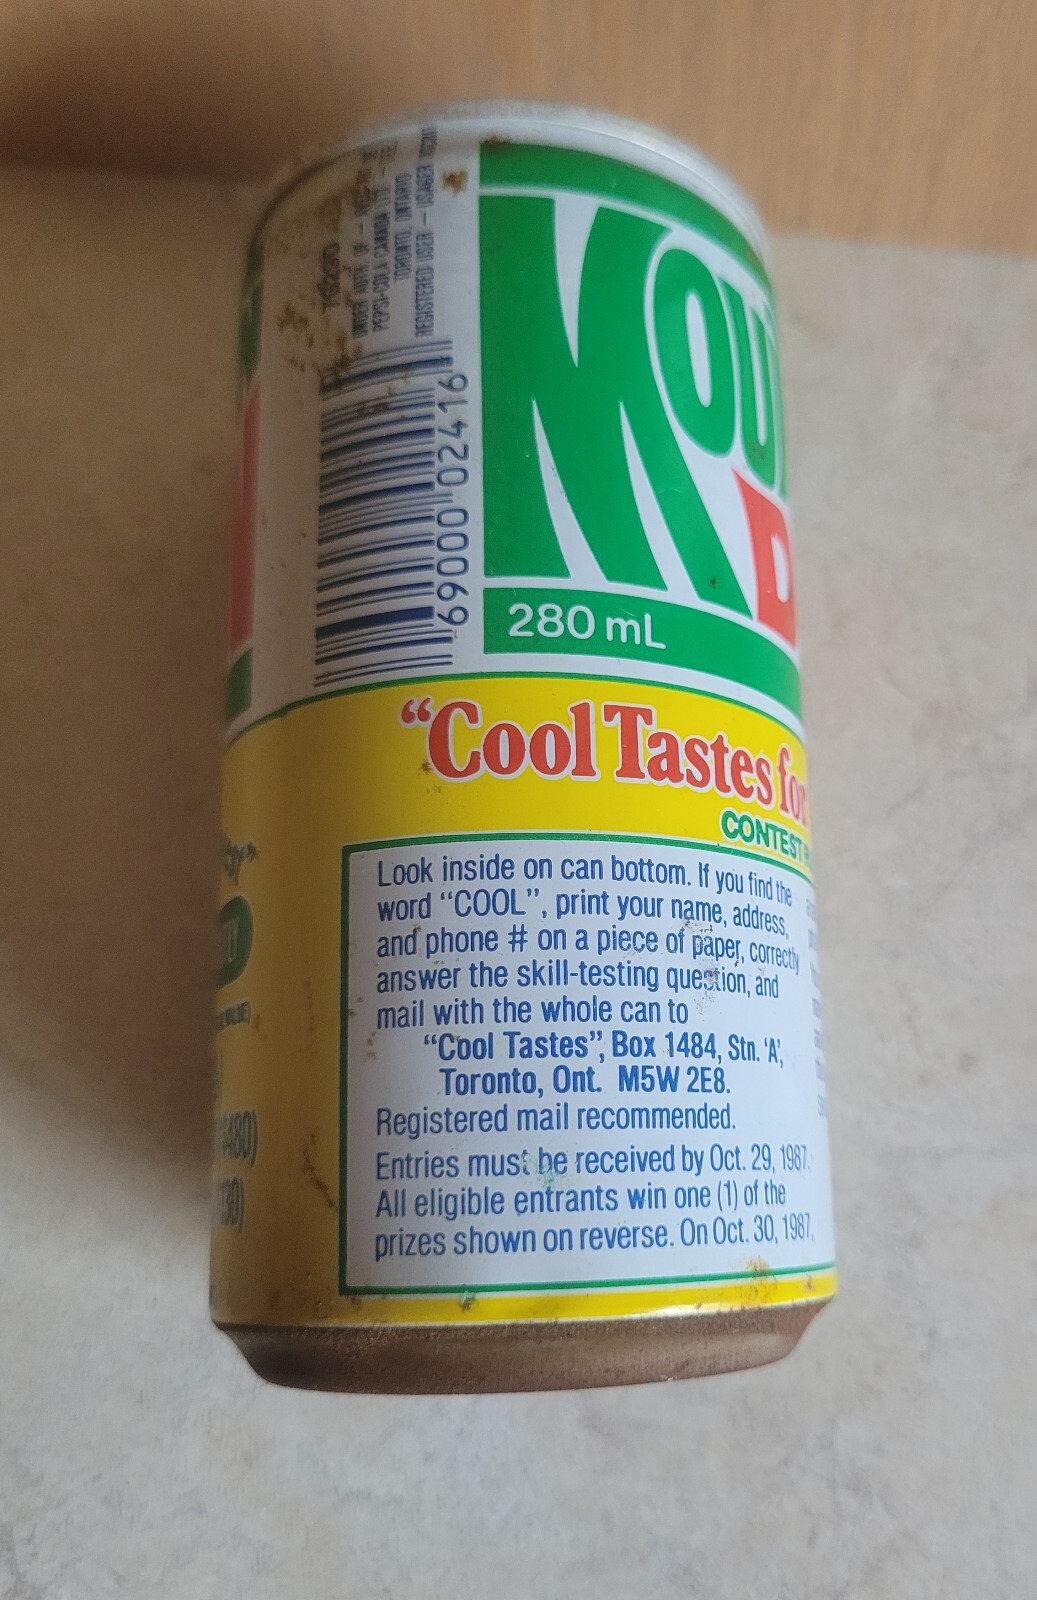 PEPSI-COLA CANADA LTD.
TORONTO, ONTARIO
REGISTERED USER - USAGER
69000 02416
MOU
D
280 mL
“Cool Tastes for
CONTEST
Look inside on can bottom. If you find the
word “COOL”, print your name, address,
and phone # on a piece of paper, correctly
answer the skill-testing question, and
mail with the whole can to
“Cool Tastes”, Box 1484, Stn. ‘A’,
Toronto, Ont. M5W 2E8.
Registered mail recommended.
Entries must be received by Oct. 29, 1987.
All eligible entrants win one (1) of the
prizes shown on reverse. On Oct. 30, 1987,